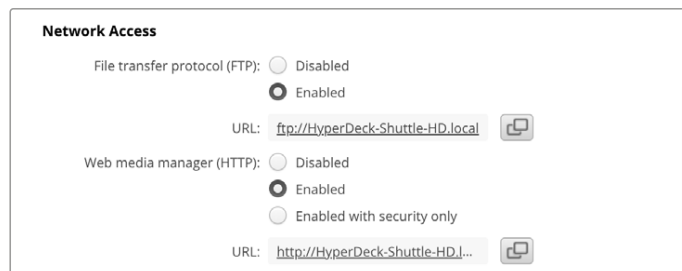 Network Access
File transfer protocol (FTP): Disabled
Enabled
URL: ftp://HyperDeck-Shuttle-HD.local
Web media manager (HTTP): Disabled
Enabled
Enabled with security only
URL: http://HyperDeck-Shuttle-HD.l...